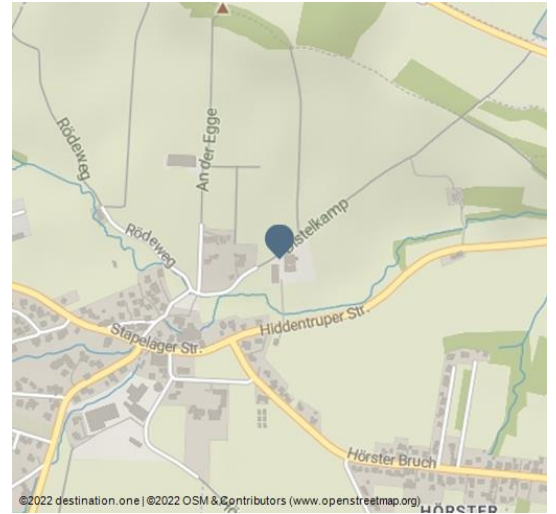 Rödeweg
An der Egge
Distelkamp
Rödeweg
Hiddentruper Str.
Stapelager Str.
Hörster Bruch
©2022 destination.one | ©2022 OSM & Contributors (www.openstreetmap.org)
HÖRSTER